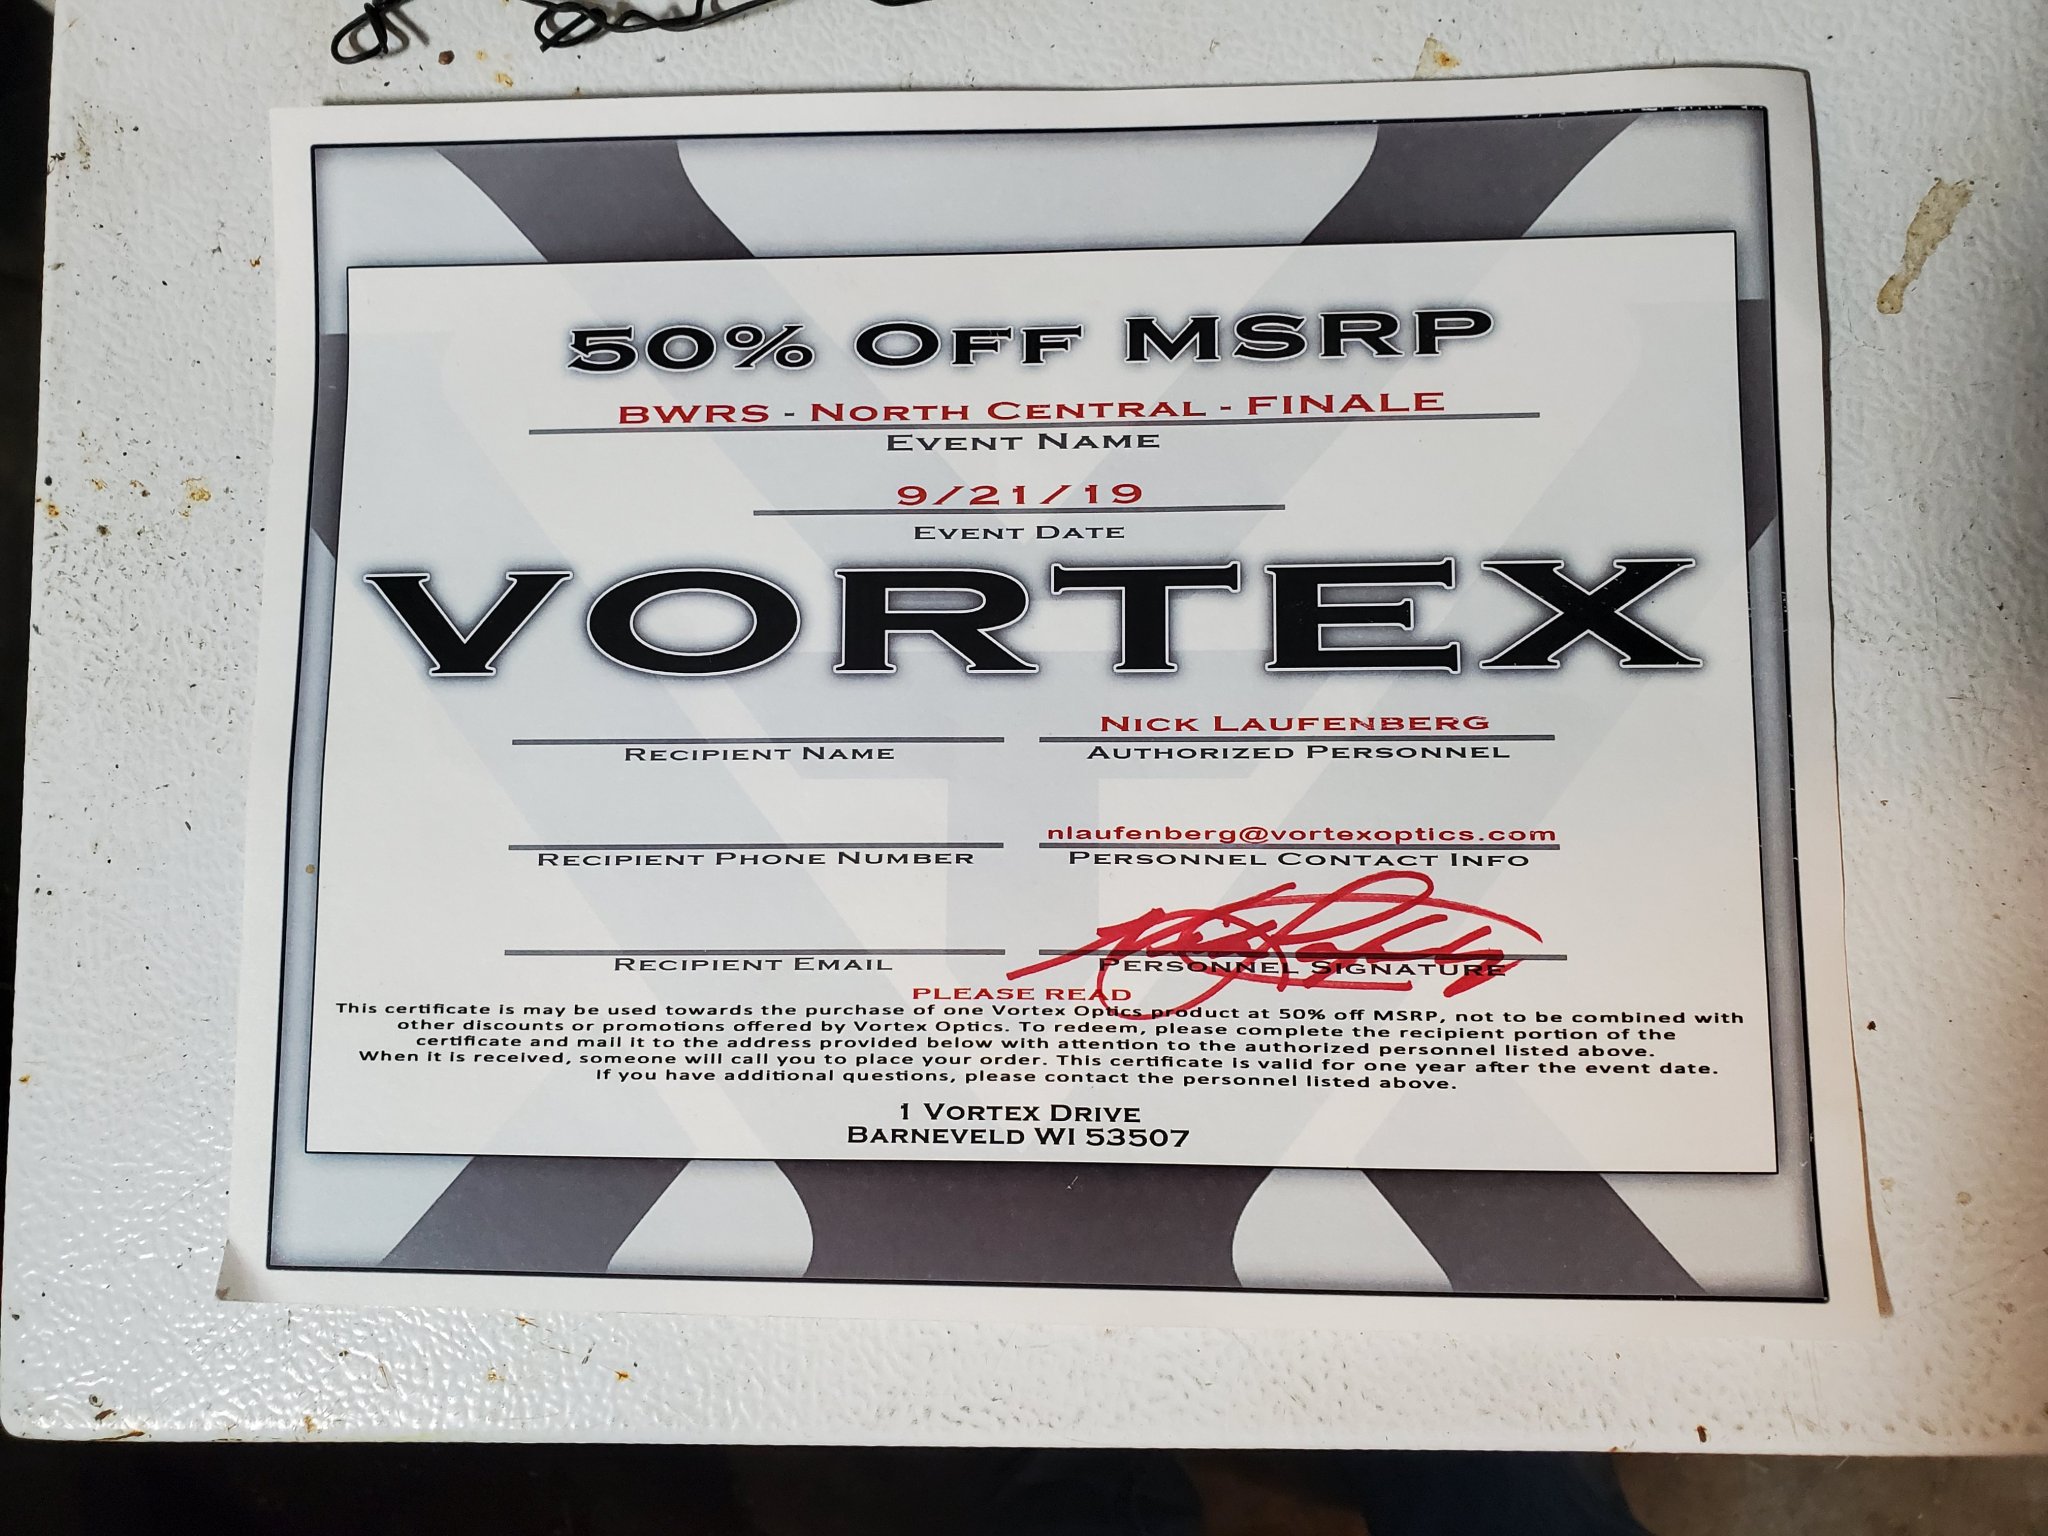 50% OFF MSRP
BWRS - NORTH CENTRAL - FINALE
EVENT NAME
9/21/19
EVENT DATE
VORTEX
NICK LAUFENBERG
RECIPIENT NAME AUTHORIZED PERSONNEL
nlaufenberg@vortexoptics.com
RECIPIENT PHONE NUMBER PERSONNEL CONTACT INFO
RECIPIENT EMAIL PERSONNEL SIGNATURE
PLEASE READ
This certificate is may be used towards the purchase of one Vortex Optics product at 50% off MSRP, not to be combined with
other discounts or promotions offered by Vortex Optics. To redeem, please complete the recipient portion of the
certificate and mail it to the address provided below with attention to the authorized personnel listed above.
When it is received, someone will call you to place your order. This certificate is valid for one year after the event date.
If you have additional questions, please contact the personnel listed above.
1 VORTEX DRIVE
BARNEVELD WI 53507